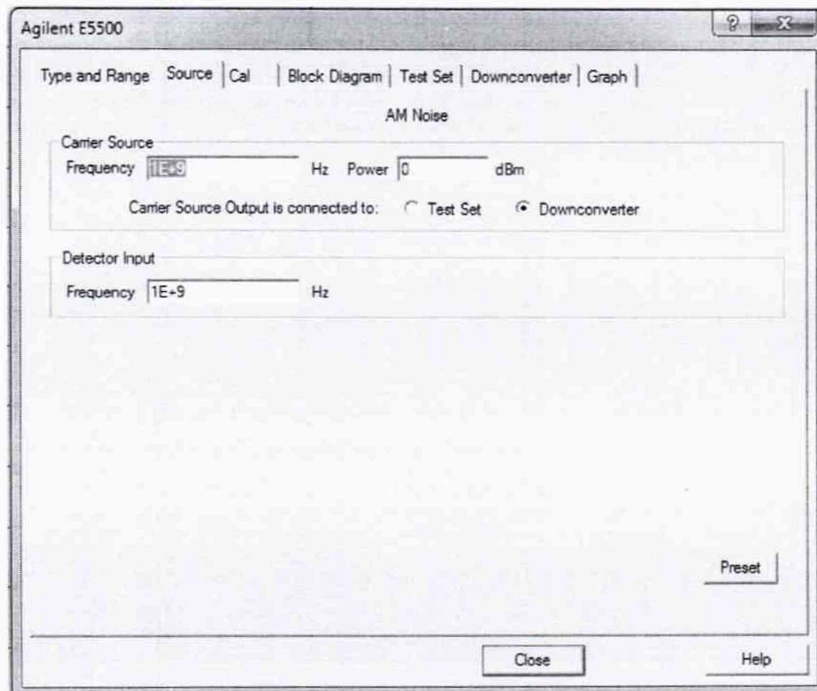 Agilent E5500
? X
Type and Range Source Cal Block Diagram Test Set Downconverter Graph
AM Noise
Carrier Source
Frequency 1E+9 Hz Power 0 dBm
Carrier Source Output is connected to: Test Set Downconverter
Detector Input
Frequency 1E+9 Hz
Preset
Close Help